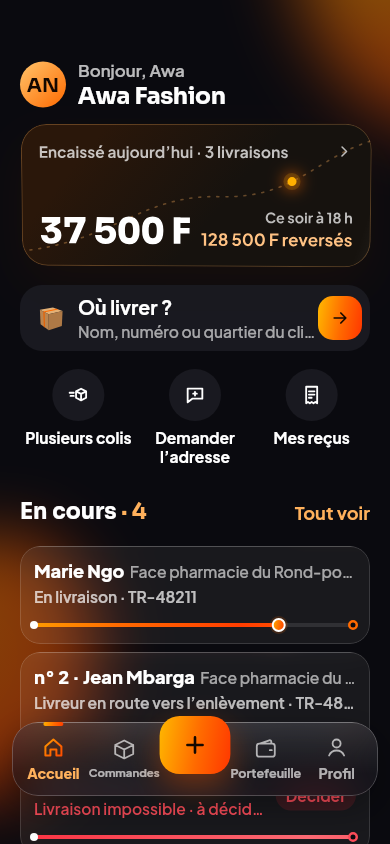 Bonjour, Awa
AN
Awa Fashion
Encaissé aujourd’hui · 3 livraisons
Ce soir à 18 h
37 500 F
128 500 F reversés
Où livrer ?
Nom, numéro ou quartier du cli…
Plusieurs colis
Demander
l’adresse
Mes reçus
En cours · 4
Tout voir
Marie Ngo Face pharmacie du Rond-po…
En livraison · TR-48211
n° 2 · Jean Mbarga Face pharmacie du …
Livreur en route vers l’enlèvement · TR-48…
Accueil
Commandes
Portefeuille
Profil
Décider
Livraison impossible · à décid…